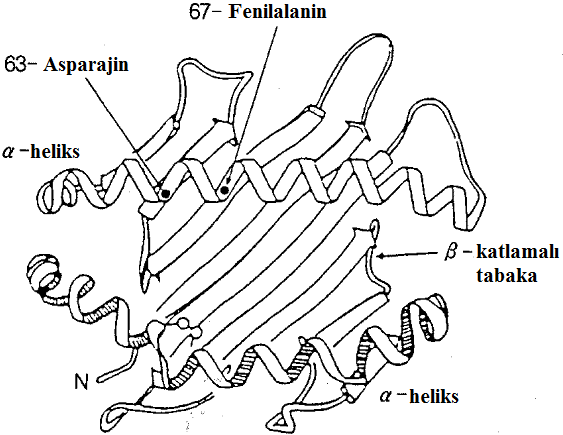 67- Fenilalanin
63- Asparajin
α-heliks
β- katlamalı
tabaka
N
α-heliks